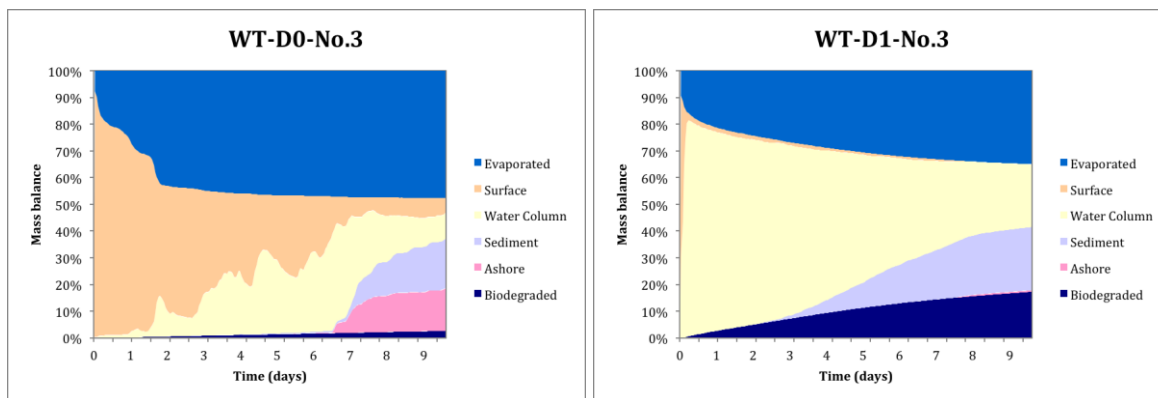 WT-D0-No.3
100%
90%
80%
70%
60%
50%
40%
30%
20%
10%
0%
Mass balance
0 1 2 3 4 5 6 7 8 9
Time (days)
Evaporated
Surface
Water Column
Sediment
Ashore
Biodegraded
WT-D1-No.3
100%
90%
80%
70%
60%
50%
40%
30%
20%
10%
0%
Mass balance
0 1 2 3 4 5 6 7 8 9
Time (days)
Evaporated
Surface
Water Column
Sediment
Ashore
Biodegraded